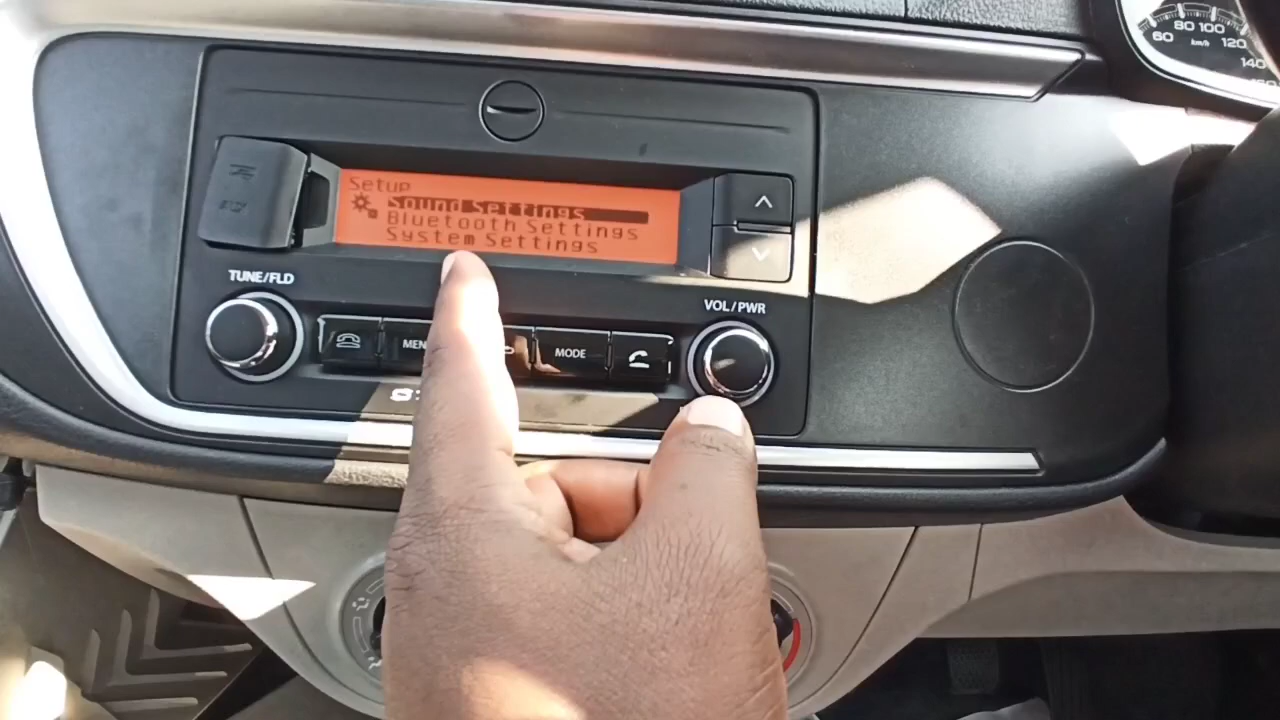 60
80 100
120
km/h
140
Setup
Sound Settings
Bluetooth Settings
System Settings
TUNE/FLD
VOL/PWR
MODE